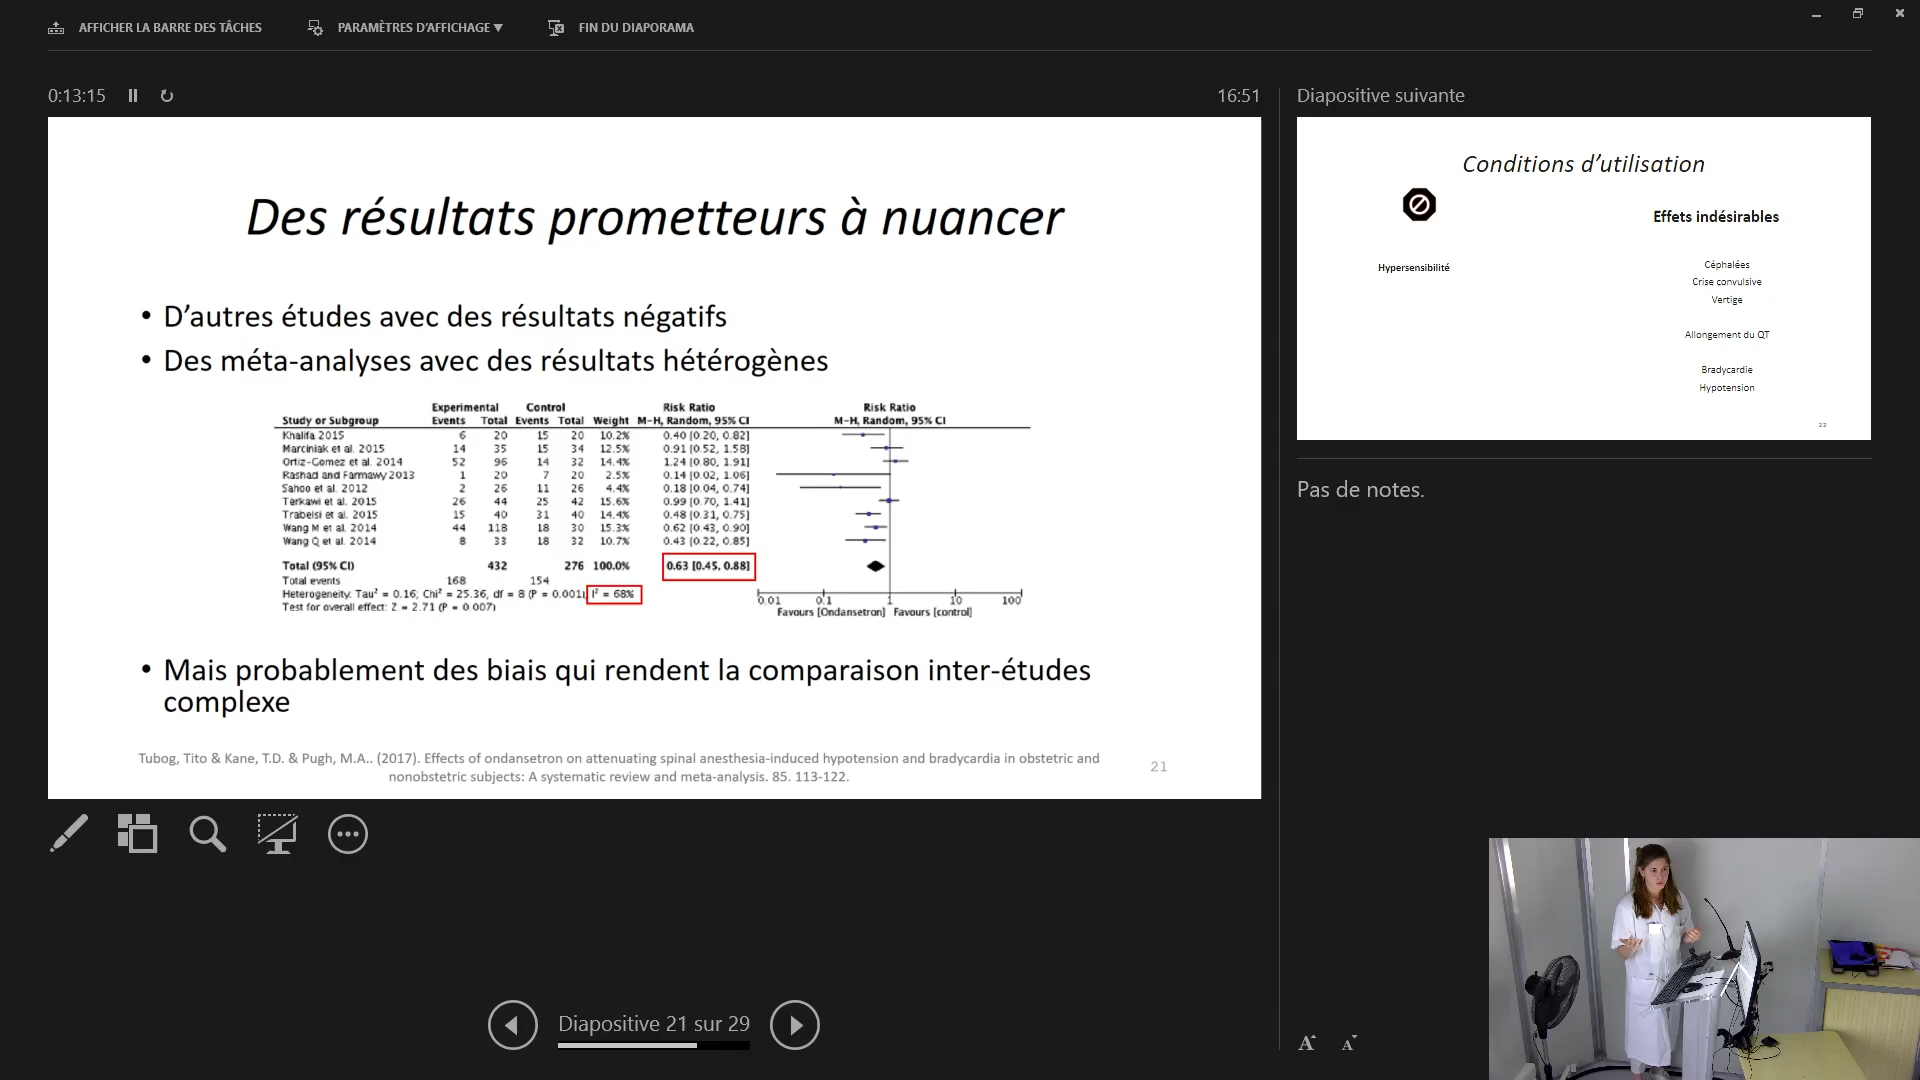 AFFICHER LA BARRE DES TÂCHES
PARAMÈTRES D'AFFICHAGE ▼
FIN DU DIAPORAMA
0:13:15
16:51
Des résultats prometteurs à nuancer
• D'autres études avec des résultats négatifs
• Des méta-analyses avec des résultats hétérogènes
Experimental Control Risk Ratio Risk Ratio
Study or Subgroup Events Total Events Total Weight M-H, Random, 95% CI M-H, Random, 95% CI
Khalifa 2015 6 20 15 20 10.2% 0.40 [0.20, 0.82]
Marciniak et al. 2015 14 35 15 34 12.5% 0.91 [0.52, 1.58]
Ortiz-Gomez et al. 2014 52 96 14 32 14.4% 1.24 [0.80, 1.91]
Rashad and Farmawy 2013 1 20 7 20 2.5% 0.14 [0.02, 1.06]
Sahoo et al. 2012 2 26 11 26 4.4% 0.18 [0.04, 0.74]
Terkawi et al. 2015 26 44 25 42 15.6% 0.99 [0.70, 1.41]
Trabelsi et al. 2015 15 40 31 40 14.4% 0.48 [0.31, 0.75]
Wang M et al. 2014 44 118 18 30 15.3% 0.62 [0.43, 0.90]
Wang Q et al. 2014 8 33 18 32 10.7% 0.43 [0.22, 0.85]
Total (95% CI) 432 276 100.0% 0.63 [0.45, 0.88]
Total events 168 154
Heterogeneity: Tau² = 0.16; Chi² = 25.36, df = 8 (P = 0.001); I² = 68%
Test for overall effect: Z = 2.71 (P = 0.007)
0.01 0.1 1 10 100
Favours [Ondansetron] Favours [control]
• Mais probablement des biais qui rendent la comparaison inter-études
complexe
Tubog, Tito & Kane, T.D. & Pugh, M.A.. (2017). Effects of ondansetron on attenuating spinal anesthesia-induced hypotension and bradycardia in obstetric and
nonobstetric subjects: A systematic review and meta-analysis. 85. 113-122.
21
Diapositive 21 sur 29
Diapositive suivante
Conditions d'utilisation
Effets indésirables
Hypersensibilité
Céphalées
Crise convulsive
Vertige
Allongement du QT
Bradycardie
Hypotension
22
Pas de notes.
A A